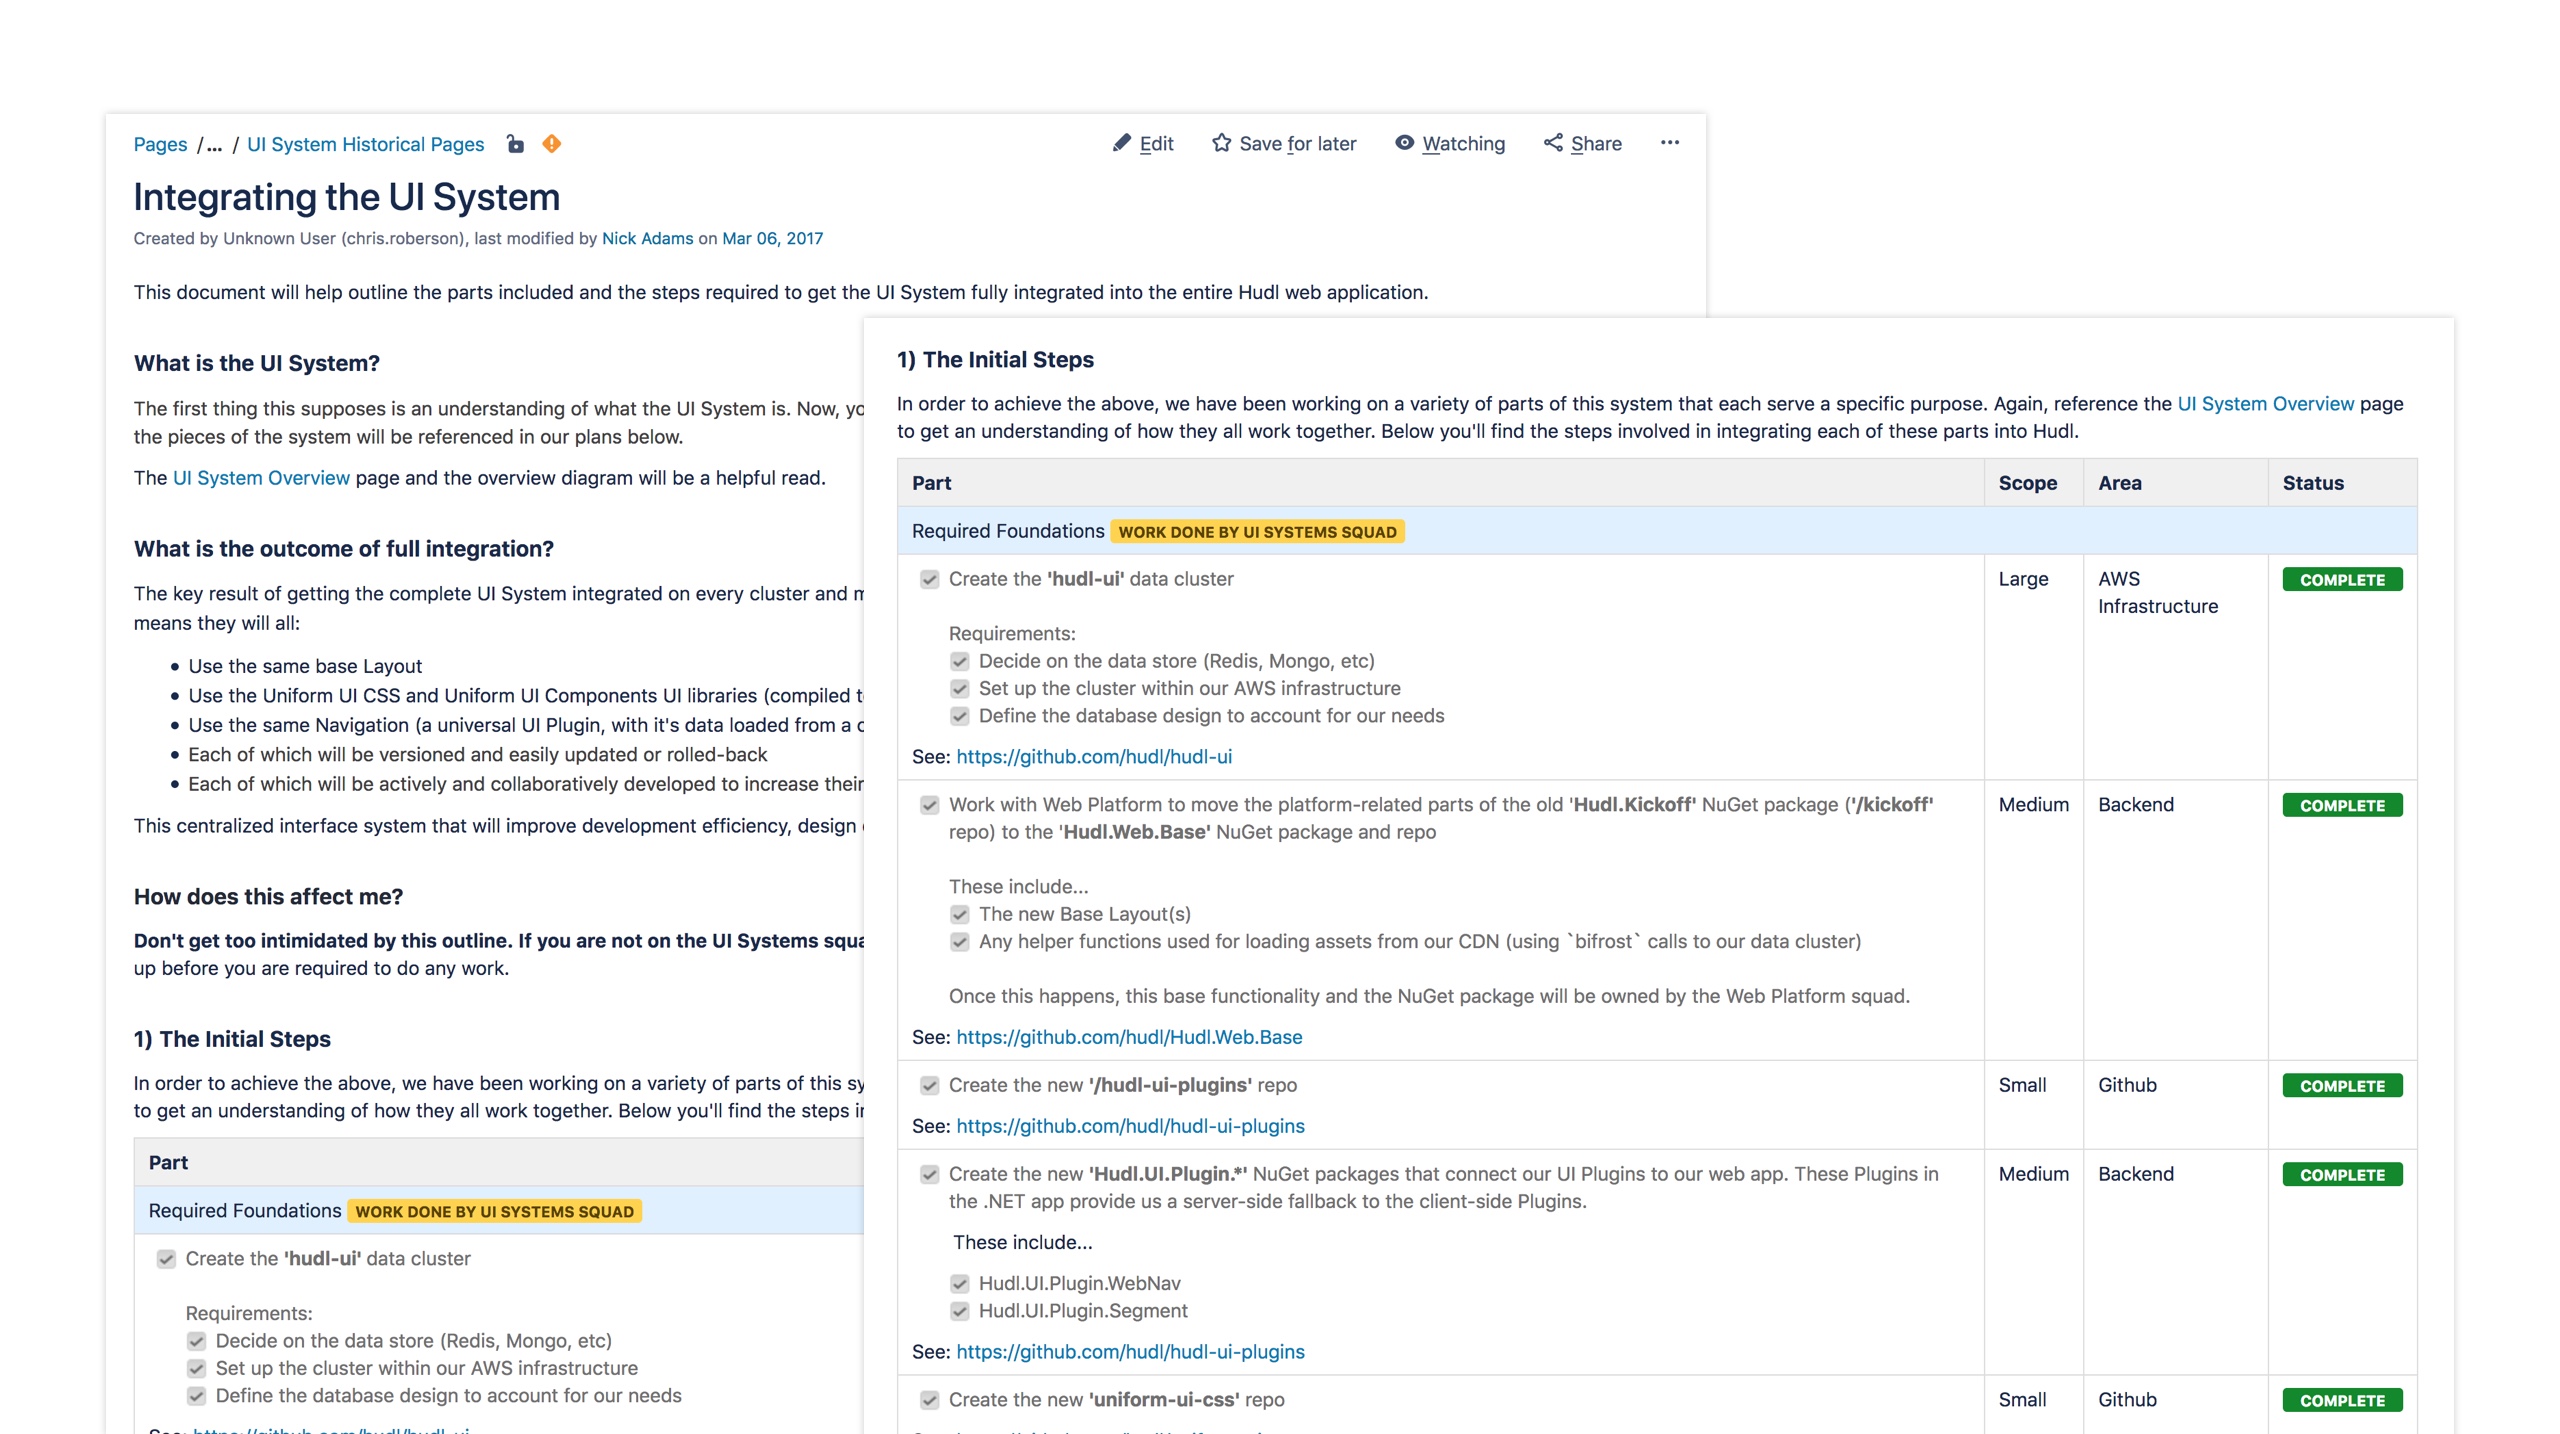 Pages /... / UI System Historical Pages
Edit Save for later Watching Share ...
Integrating the UI System
Created by Unknown User (chris.roberson), last modified by Nick Adams on Mar 06, 2017
This document will help outline the parts included and the steps required to get the UI System fully integrated into the entire Hudl web application.
What is the UI System?
The first thing this supposes is an understanding of what the UI System is. Now,
the pieces of the system will be referenced in our plans below.
The UI System Overview page and the overview diagram will be a helpful read.
What is the outcome of full integration?
The key result of getting the complete UI System integrated on every cluster and
means they will all:
• Use the same base Layout
• Use the Uniform UI CSS and Uniform UI Components UI libraries (compiled
• Use the same Navigation (a universal UI Plugin, with it's data loaded from a
• Each of which will be versioned and easily updated or rolled-back
• Each of which will be actively and collaboratively developed to increase their
This centralized interface system that will improve development efficiency, design
How does this affect me?
Don't get too intimidated by this outline. If you are not on the UI Systems
up before you are required to do any work.
1) The Initial Steps
In order to achieve the above, we have been working on a variety of parts of this
to get an understanding of how they all work together. Below you'll find the steps
Part
Required Foundations WORK DONE BY UI SYSTEMS SQUAD
Create the 'hudl-ui' data cluster
Requirements:
Decide on the data store (Redis, Mongo, etc)
Set up the cluster within our AWS infrastructure
Define the database design to account for our needs
1) The Initial Steps
In order to achieve the above, we have been working on a variety of parts of this system that each serve a specific purpose. Again, reference the UI System Overview page
to get an understanding of how they all work together. Below you'll find the steps involved in integrating each of these parts into Hudl.
Part Scope Area Status
Required Foundations WORK DONE BY UI SYSTEMS SQUAD
Create the 'hudl-ui' data cluster Large AWS COMPLETE
Infrastructure
Requirements:
Decide on the data store (Redis, Mongo, etc)
Set up the cluster within our AWS infrastructure
Define the database design to account for our needs
See: https://github.com/hudl/hudl-ui
Work with Web Platform to move the platform-related parts of the old 'Hudl.Kickoff' NuGet package ('/kickoff' Medium Backend COMPLETE
repo) to the 'Hudl.Web.Base' NuGet package and repo
These include...
The new Base Layout(s)
Any helper functions used for loading assets from our CDN (using `bifrost` calls to our data cluster)
Once this happens, this base functionality and the NuGet package will be owned by the Web Platform squad.
See: https://github.com/hudl/Hudl.Web.Base
Create the new '/hudl-ui-plugins' repo Small Github COMPLETE
See: https://github.com/hudl/hudl-ui-plugins
Create the new 'Hudl.UI.Plugin.*' NuGet packages that connect our UI Plugins to our web app. These Plugins in Medium Backend COMPLETE
the .NET app provide us a server-side fallback to the client-side Plugins.
These include...
Hudl.UI.Plugin.WebNav
Hudl.UI.Plugin.Segment
See: https://github.com/hudl/hudl-ui-plugins
Create the new 'uniform-ui-css' repo Small Github COMPLETE